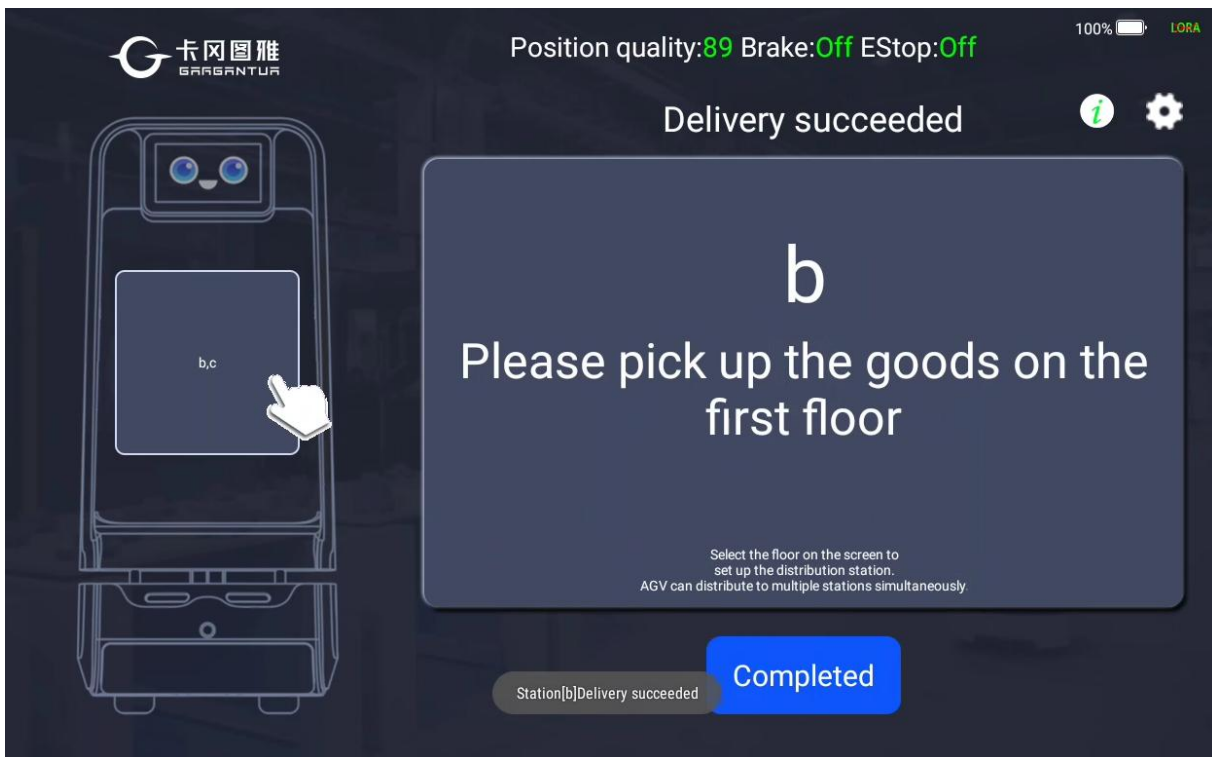 卡冈图雅
GARGANTUA
Position quality:89 Brake:Off EStop:Off
100%
LORA
Delivery succeeded
i
b,c
b
Please pick up the goods on the
first floor
Select the floor on the screen to
set up the distribution station.
AGV can distribute to multiple stations simultaneously.
Completed
Station[b]Delivery succeeded